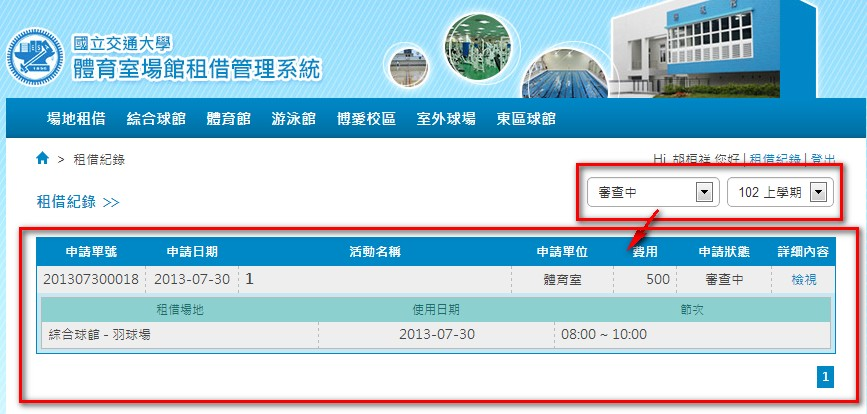 國立交通大學
體育室場館租借管理系統
場地租借 綜合球館 體育館 游泳館 博愛校區 室外球場 東區球館
> 租借紀錄
Hi, 胡桓祥 您好 | 租借紀錄 | 登出
租借紀錄 >>
審查中 102 上學期
申請單號 申請日期 活動名稱 申請單位 費用 申請狀態 詳細內容
201307300018 2013-07-30 1 體育室 500 審查中 檢視
租借場地 使用日期 節次
綜合球館 - 羽球場 2013-07-30 08:00 ~ 10:00
1